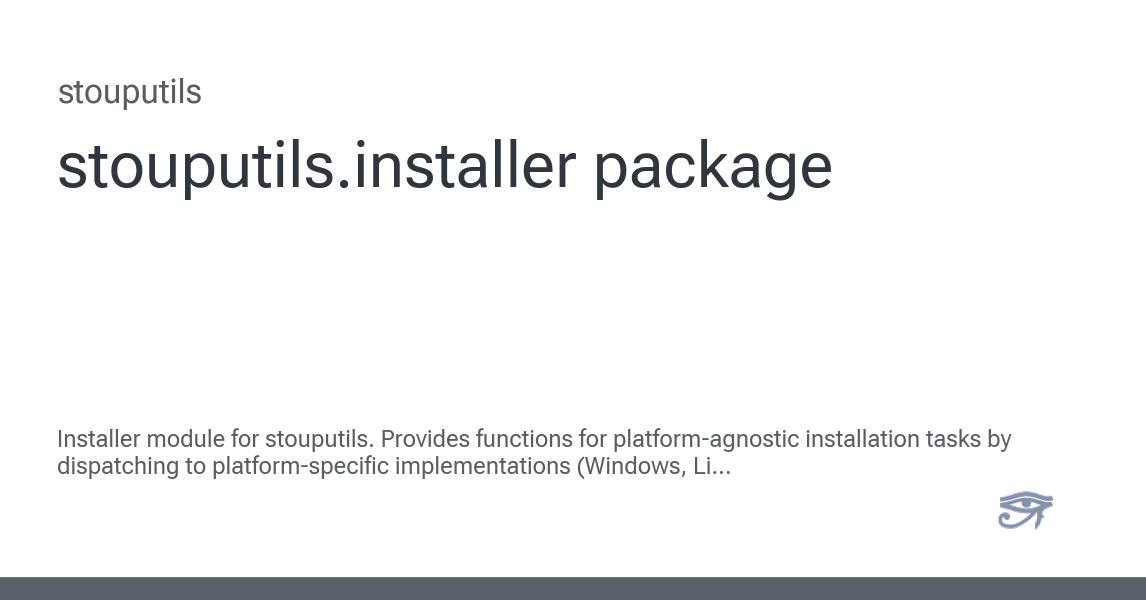 stouputils
stouputils.installer package
Installer module for stouputils. Provides functions for platform-agnostic installation tasks by
dispatching to platform-specific implementations (Windows, Li...